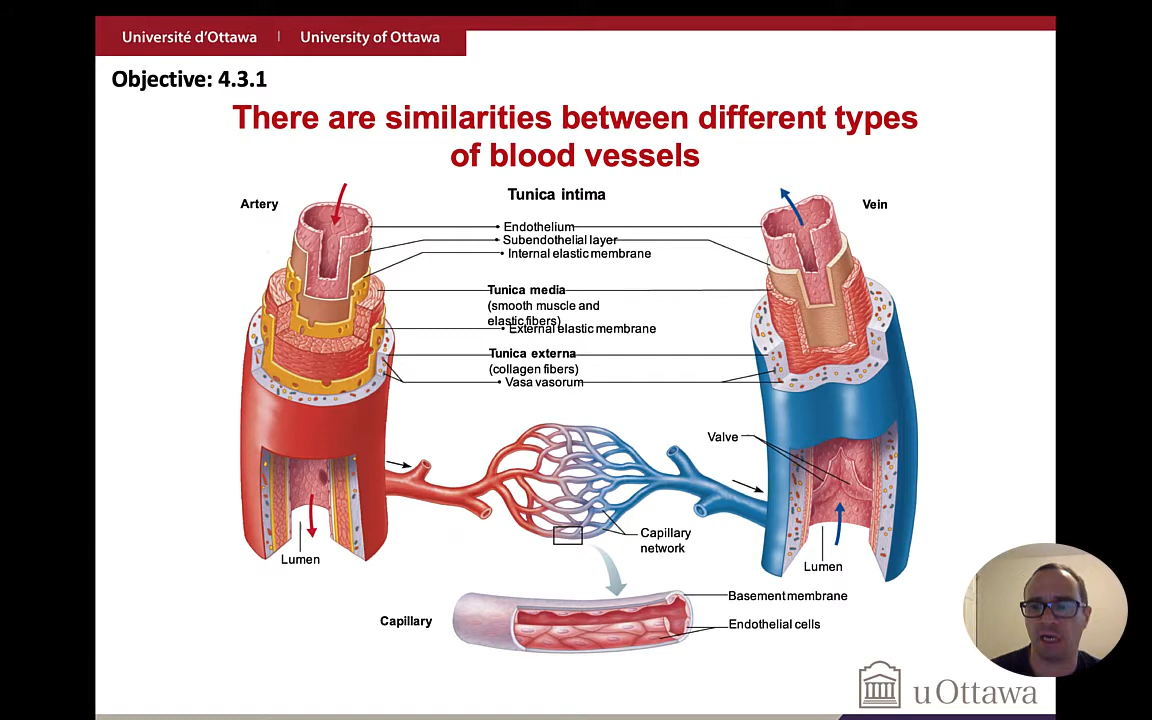 Université d'Ottawa | University of Ottawa
Objective: 4.3.1
There are similarities between different types
of blood vessels
Tunica intima
Artery
Vein
• Endothelium
• Subendothelial layer
• Internal elastic membrane
Tunica media
(smooth muscle and
elastic fibers)
• External elastic membrane
Tunica externa
(collagen fibers)
• Vasa vasorum
Valve
Capillary
network
Lumen
Lumen
Basement membrane
Capillary
Endothelial cells
uOttawa